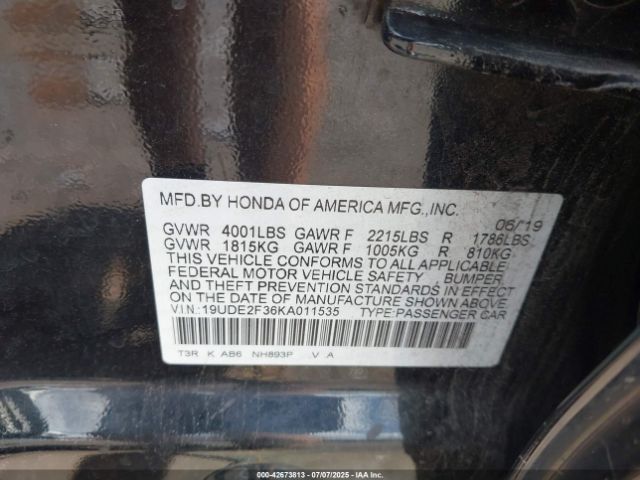 MFD.BY HONDA OF AMERICA MFG.,INC. 06/19
GVWR 4001LBS GAWR F 2215LBS R 1786LBS
GVWR 1815KG GAWR F 1005KG R 810KG
THIS VEHICLE CONFORMS TO ALL APPLICABLE
FEDERAL MOTOR VEHICLE SAFETY, BUMPER
AND THEFT PREVENTION STANDARDS IN EFFECT
ON THE DATE OF MANUFACTURE SHOWN ABOVE.
V.I.N.:19UDE2F36KA011535 TYPE:PASSENGER CAR
T3R K AB6 NH893P .V .A
00-42673813 | 07/07/2025 - IAA Inc.